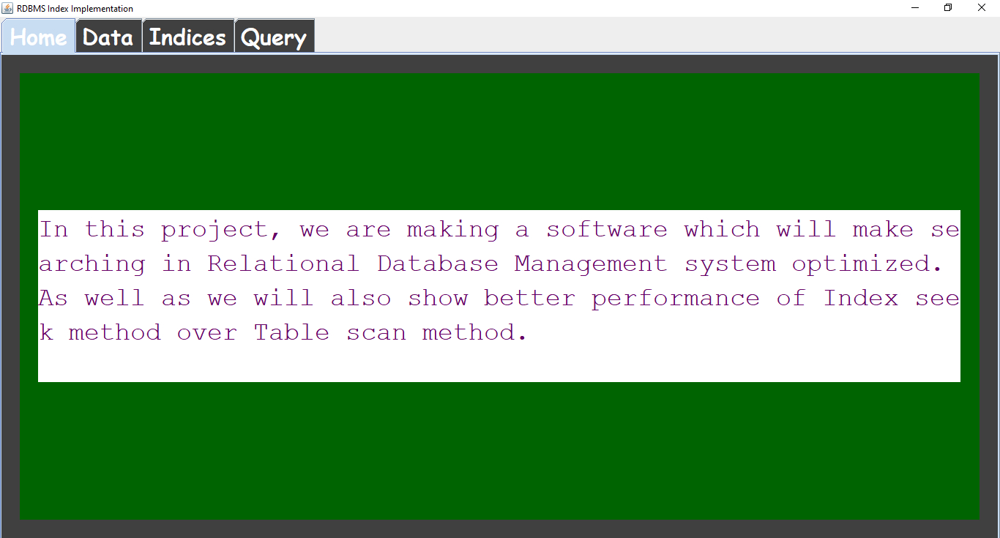 RDBMS Index Implementation
Home Data Indices Query
In this project, we are making a software which will make se
arching in Relational Database Management system optimized.
As well as we will also show better performance of Index see
k method over Table scan method.